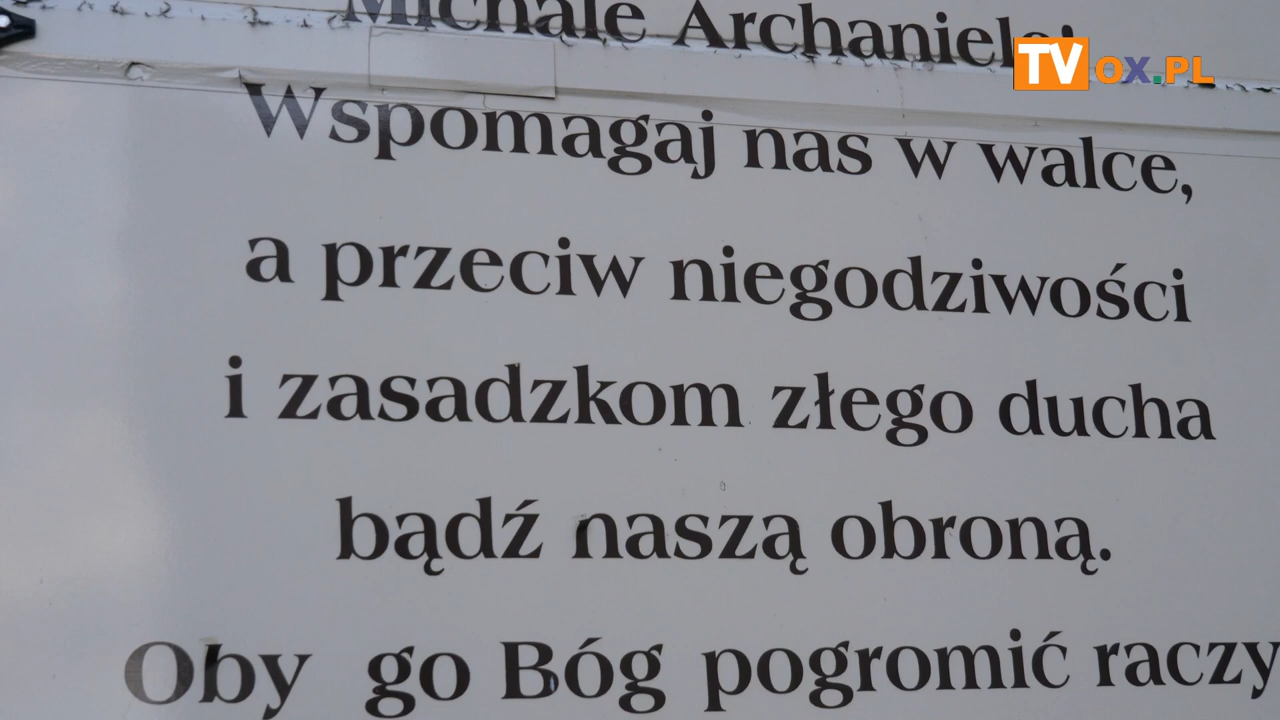 Michale Archaniele!
TVOX.PL
Wspomagaj nas w walce,
a przeciw niegodziwości
i zasadzkom złego ducha
bądź naszą obroną.
Oby go Bóg pogromić raczy